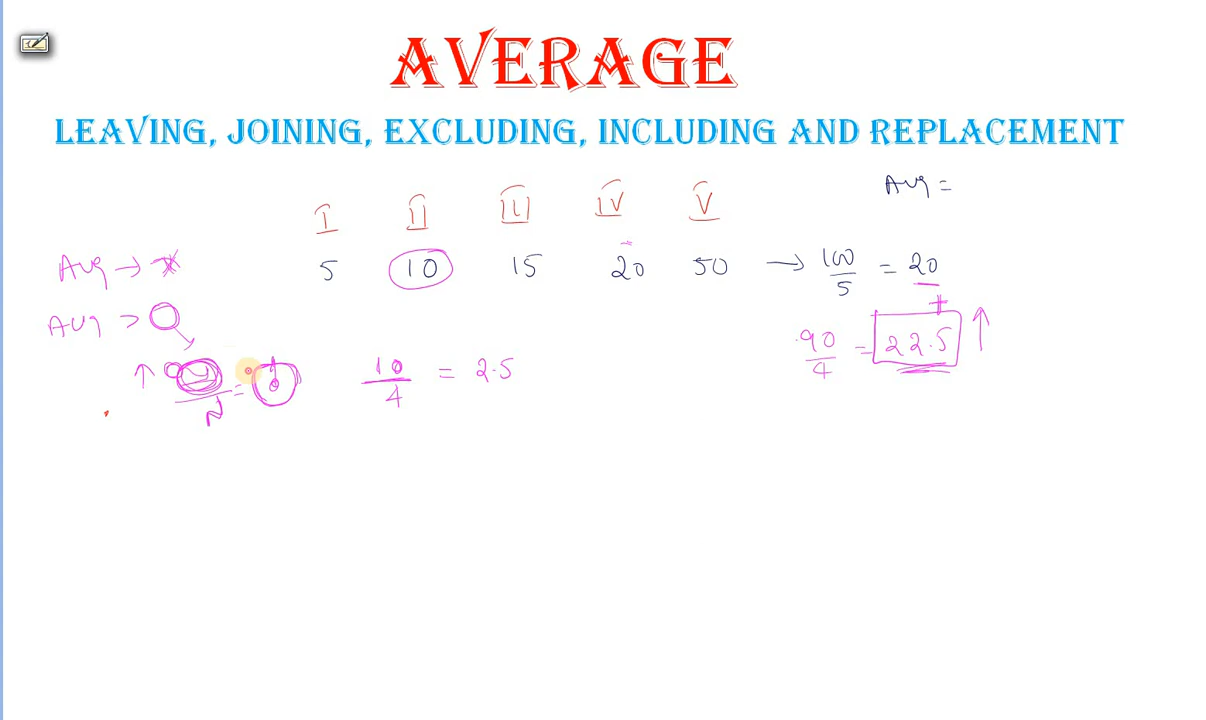 AVERAGE
LEAVING, JOINING, EXCLUDING, INCLUDING AND REPLACEMENT
Avg =
I II III IV V
Avg → 5 10 15 20 50 → 100/5 = 20
Avg >
90/4 = 22.5 ↑
↑ /N = 10/4 = 2.5